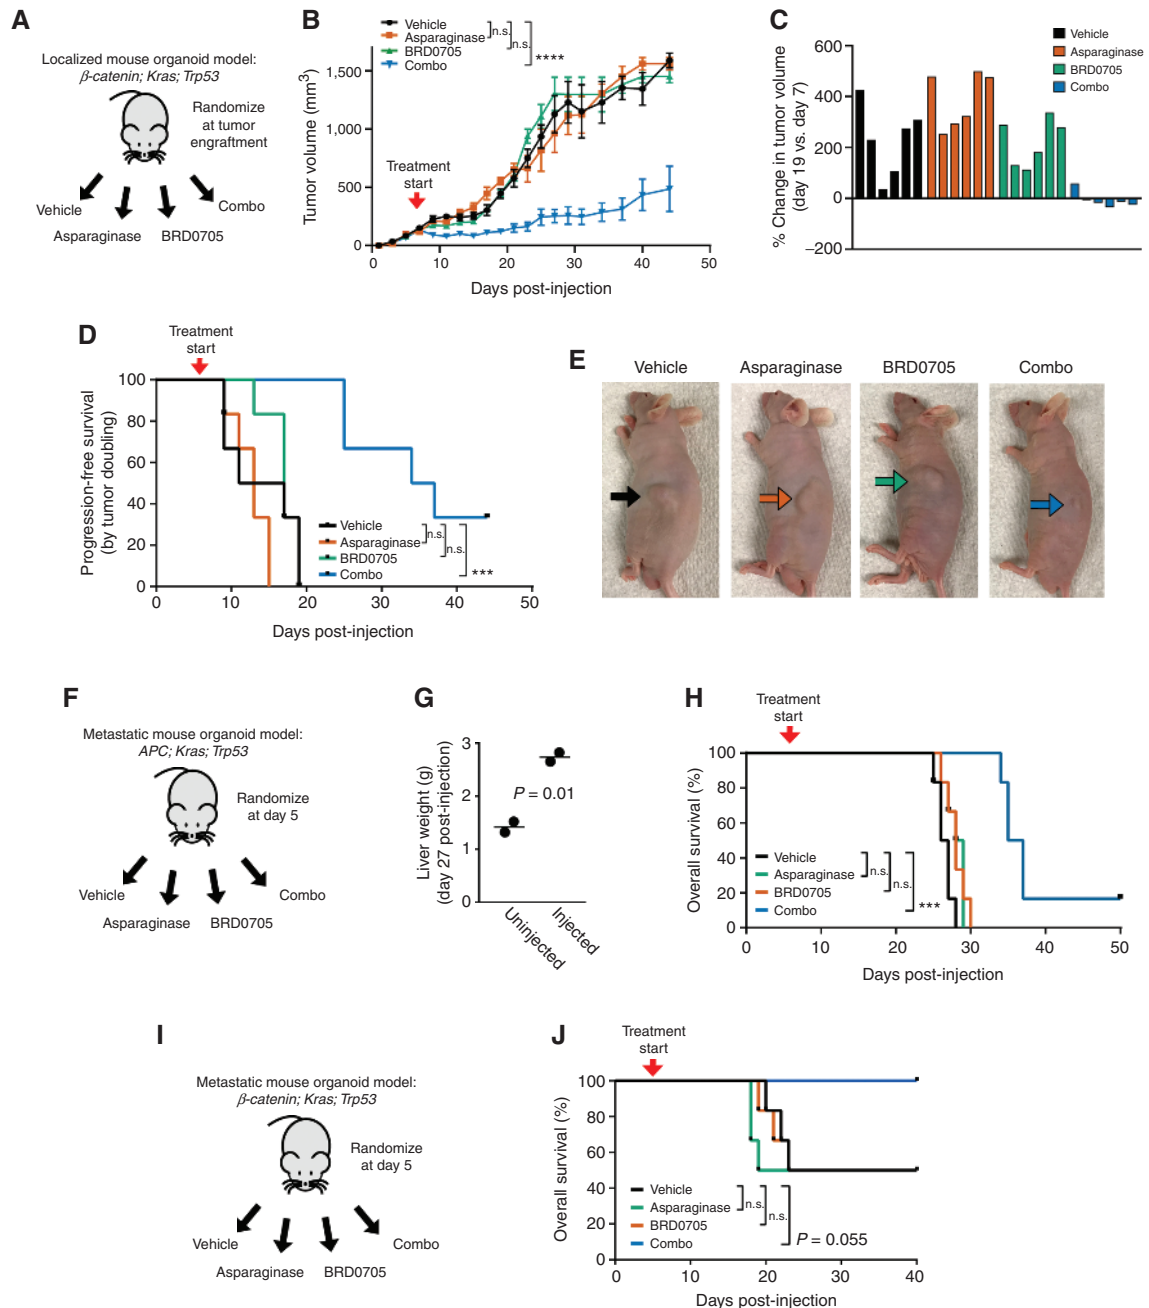 A
Localized mouse organoid model:
β-catenin; Kras; Trp53
Randomize
at tumor
engraftment
Vehicle
Asparaginase
BRD0705
Combo
B
Vehicle
Asparaginase
BRD0705
Combo
n.s.
n.s.
****
Tumor volume (mm³)
1,500
1,000
500
0
Treatment
start
0 10 20 30 40 50
Days post-injection
C
Vehicle
Asparaginase
BRD0705
Combo
% Change in tumor volume
(day 19 vs. day 7)
600
400
200
0
–200
D
Treatment
start
Progression-free survival
(by tumor doubling)
100
80
60
40
20
0
Vehicle
Asparaginase
BRD0705
Combo
n.s.
n.s.
***
0 10 20 30 40 50
Days post-injection
E
Vehicle Asparaginase BRD0705 Combo
F
Metastatic mouse organoid model:
APC; Kras; Trp53
Randomize
at day 5
Vehicle
Asparaginase
BRD0705
Combo
G
Liver weight (g)
(day 27 post-injection)
3
2
1
0
P = 0.01
Uninjected
Injected
H
Treatment
start
Overall survival (%)
100
80
60
40
20
0
Vehicle
Asparaginase
BRD0705
Combo
n.s.
n.s.
***
0 10 20 30 40 50
Days post-injection
I
Metastatic mouse organoid model:
β-catenin; Kras; Trp53
Randomize
at day 5
Vehicle
Asparaginase
BRD0705
Combo
J
Treatment
start
Overall survival (%)
100
80
60
40
20
0
Vehicle
Asparaginase
BRD0705
Combo
n.s.
n.s.
P = 0.055
0 10 20 30 40
Days post-injection